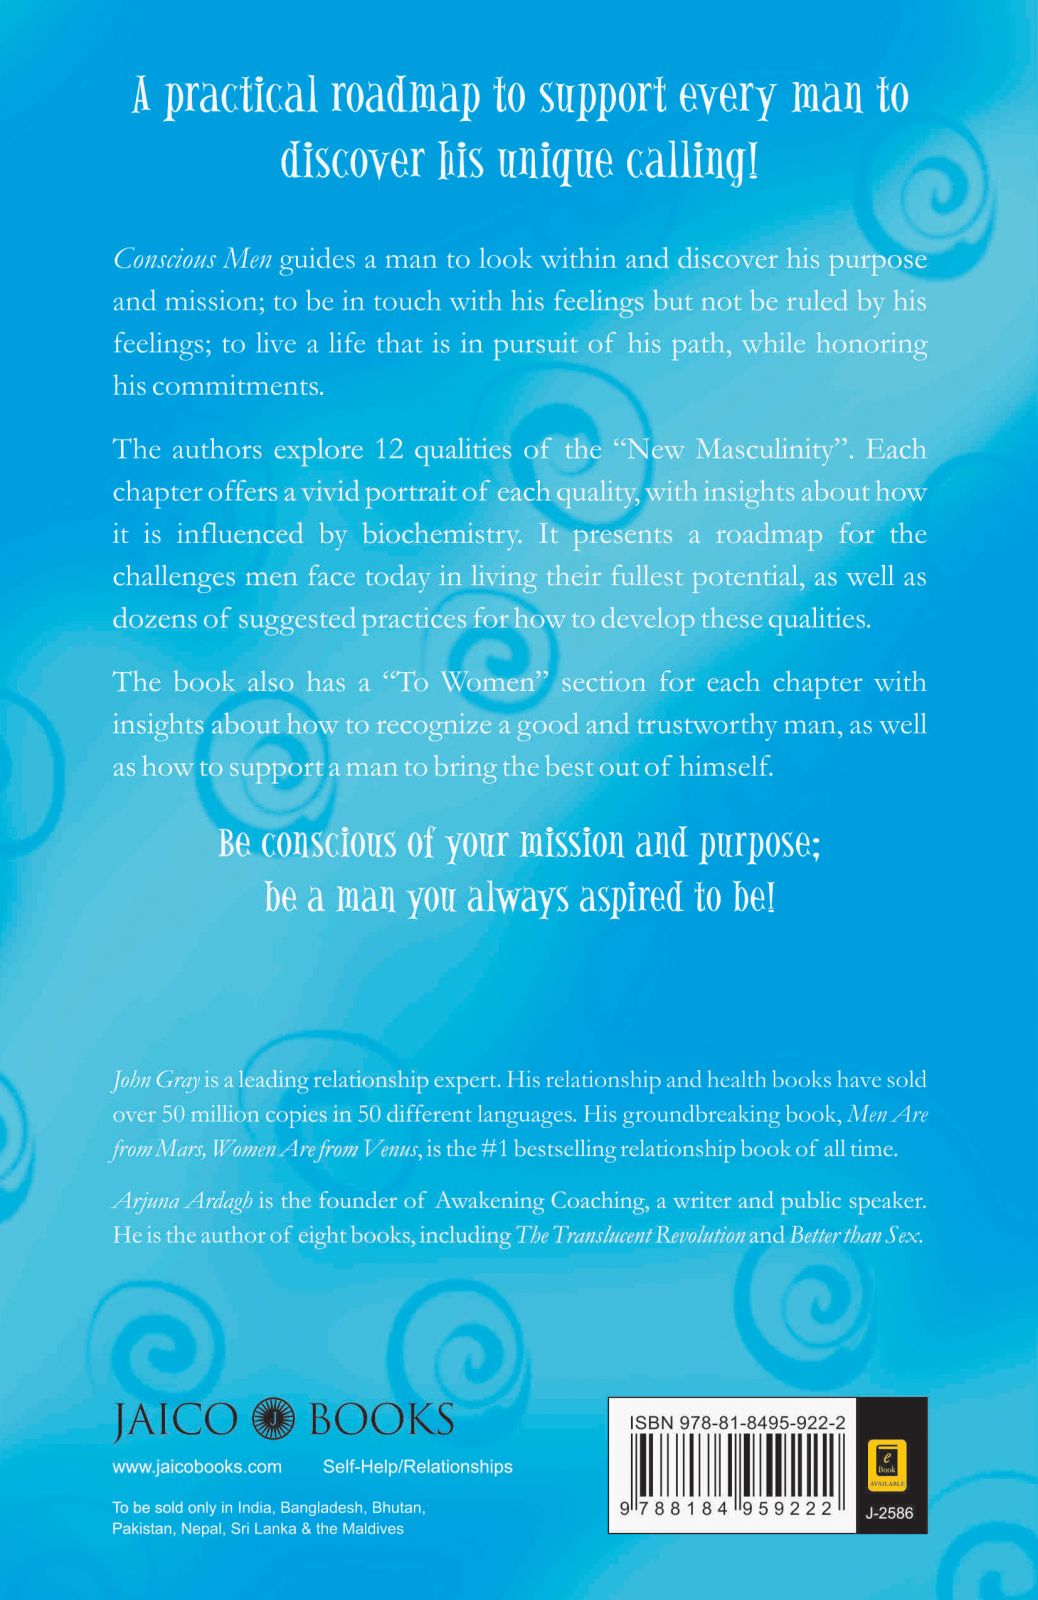 A practical roadmap to support every man to
discover his unique calling!
Conscious Men guides a man to look within and discover his purpose
and mission; to be in touch with his feelings but not be ruled by his
feelings; to live a life that is in pursuit of his path, while honoring
his commitments.
The authors explore 12 qualities of the “New Masculinity”. Each
chapter offers a vivid portrait of each quality, with insights about how
it is influenced by biochemistry. It presents a roadmap for the
challenges men face today in living their fullest potential, as well as
dozens of suggested practices for how to develop these qualities.
The book also has a “To Women” section for each chapter with
insights about how to recognize a good and trustworthy man, as well
as how to support a man to bring the best out of himself.
Be conscious of your mission and purpose;
be a man you always aspired to be!
John Gray is a leading relationship expert. His relationship and health books have sold
over 50 million copies in 50 different languages. His groundbreaking book, Men Are
from Mars, Women Are from Venus, is the #1 bestselling relationship book of all time.
Arjuna Ardagh is the founder of Awakening Coaching, a writer and public speaker.
He is the author of eight books, including The Translucent Revolution and Better than Sex.
JAICO J BOOKS
www.jaicobooks.com Self-Help/Relationships
To be sold only in India, Bangladesh, Bhutan,
Pakistan, Nepal, Sri Lanka & the Maldives
ISBN 978-81-8495-922-2
9 788184 959222
e
Book
AVAILABLE
J-2586